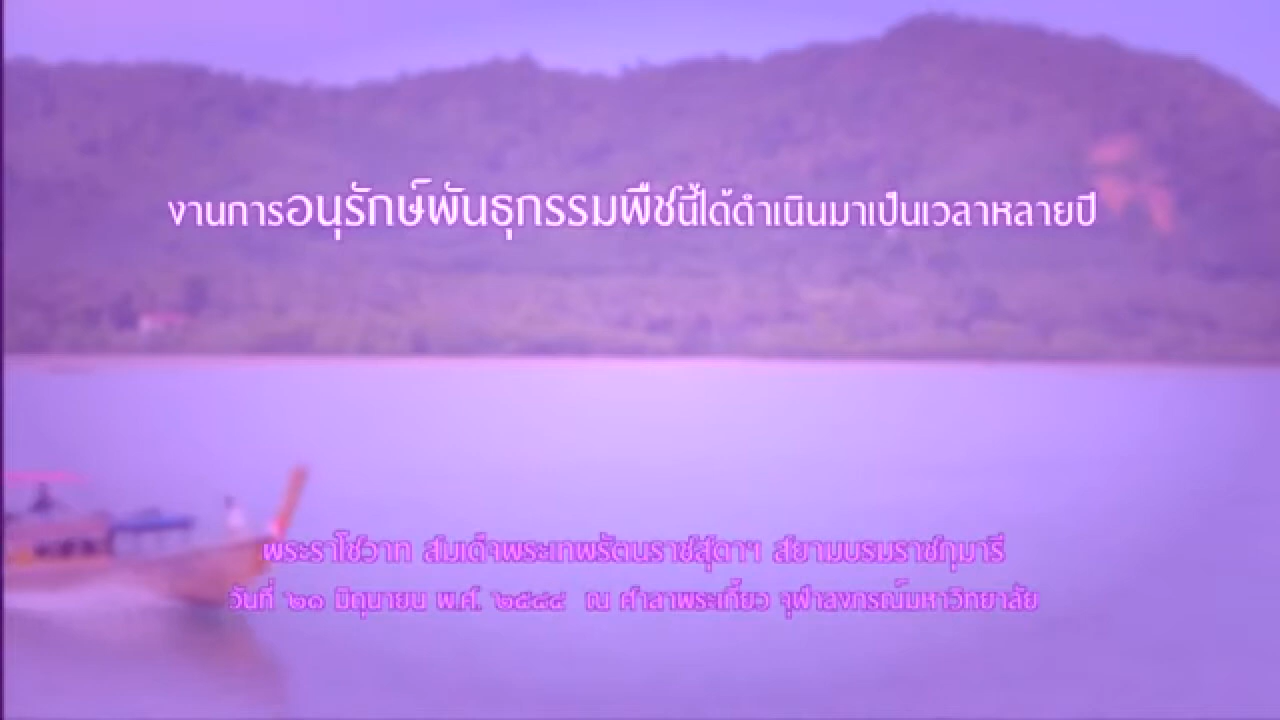 งานการอนุรักษ์พันธุกรรมพืชนี้ได้ดำเนินมาเป็นเวลาหลายปี
พระราโชวาท สมเด็จพระเทพรัตนราชสุดาฯ สยามบรมราชกุมารี
วันที่ ๒๑ มิถุนายน พ.ศ. ๒๕๔๔ ณ ศาลาพระเกี้ยว จุฬาลงกรณ์มหาวิทยาลัย